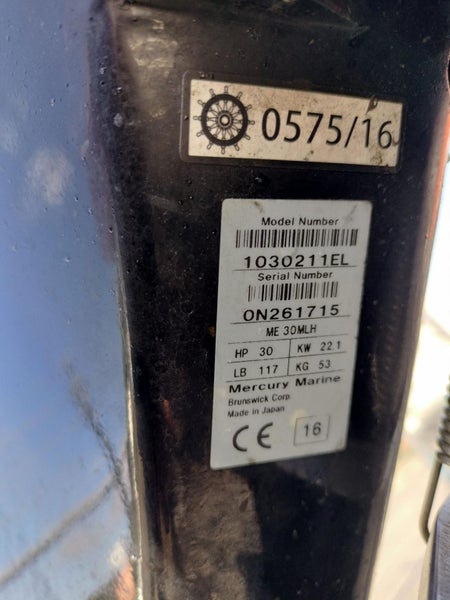 0575/16
Model Number
1030211EL
Serial Number
0N261715
ME 30MLH
HP 30 KW 22.1
LB 117 KG 53
Mercury Marine
Brunswick Corp.
Made in Japan
CE 16